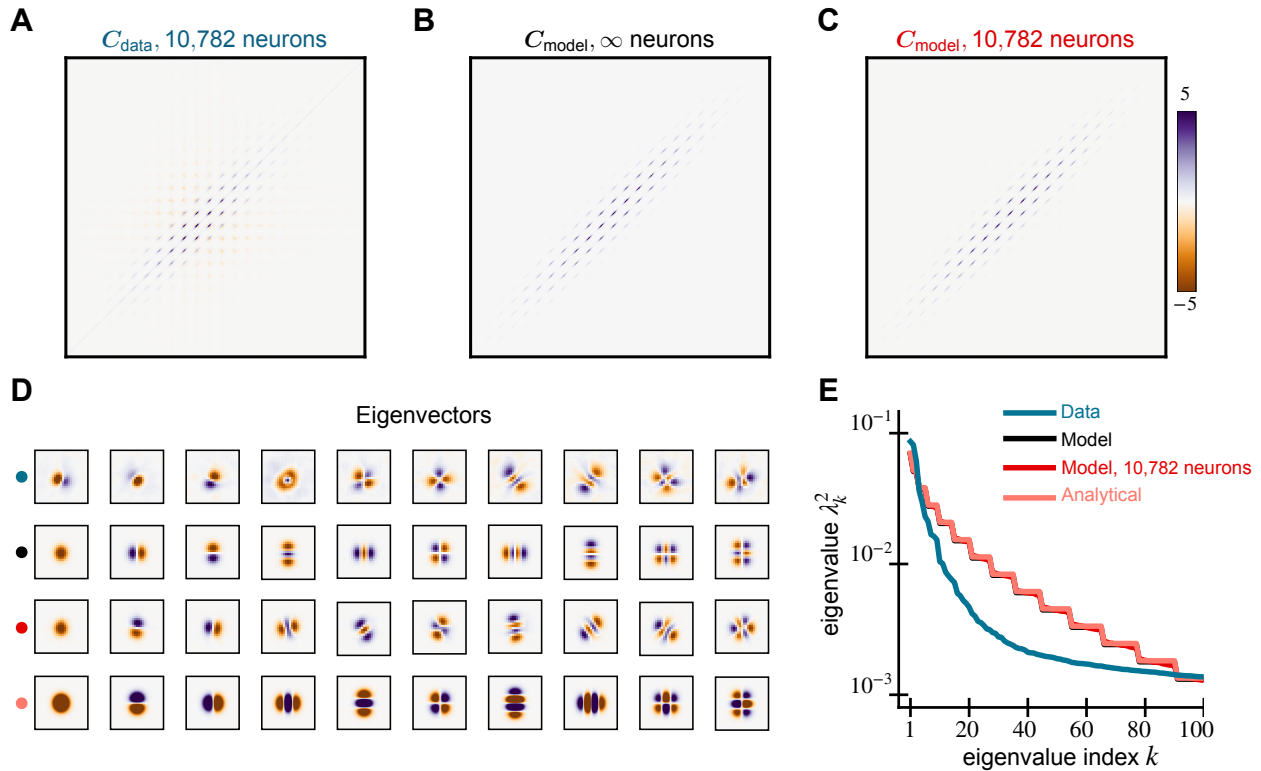 A
B
C
C_data, 10,782 neurons
C_model, ∞ neurons
C_model, 10,782 neurons
5
−5
D
Eigenvectors
E
Data
Model
Model, 10,782 neurons
Analytical
eigenvalue λ_k^2
10^−1
10^−2
10^−3
1 20 40 60 80 100
eigenvalue index k